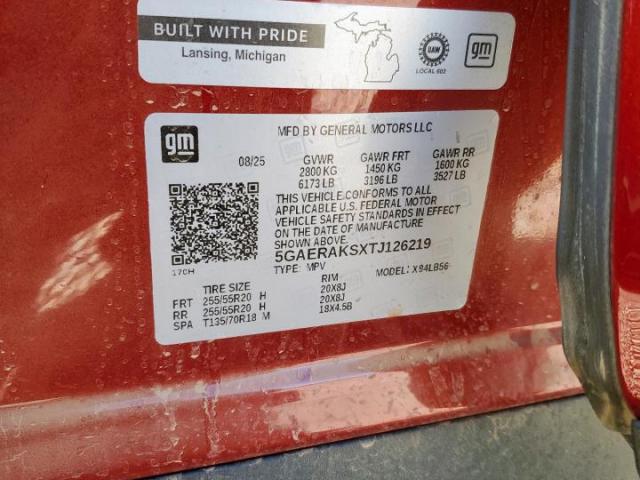 BUILT WITH PRIDE
Lansing, Michigan
UAW
LOCAL 602
gm
gm
MFD BY GENERAL MOTORS LLC
08/25 GVWR GAWR FRT GAWR RR
2800 KG 1450 KG 1600 KG
6173 LB 3196 LB 3527 LB
THIS VEHICLE CONFORMS TO ALL
APPLICABLE U.S. FEDERAL MOTOR
VEHICLE SAFETY STANDARDS IN EFFECT
ON THE DATE OF MANUFACTURE
SHOWN ABOVE.
5GAERAKSXTJ126219
TYPE: MPV MODEL: X94LB56
17CH
TIRE SIZE RIM
FRT 255/55R20 H 20X8J
RR 255/55R20 H 20X8J
SPA T135/70R18 M 18X4.5B